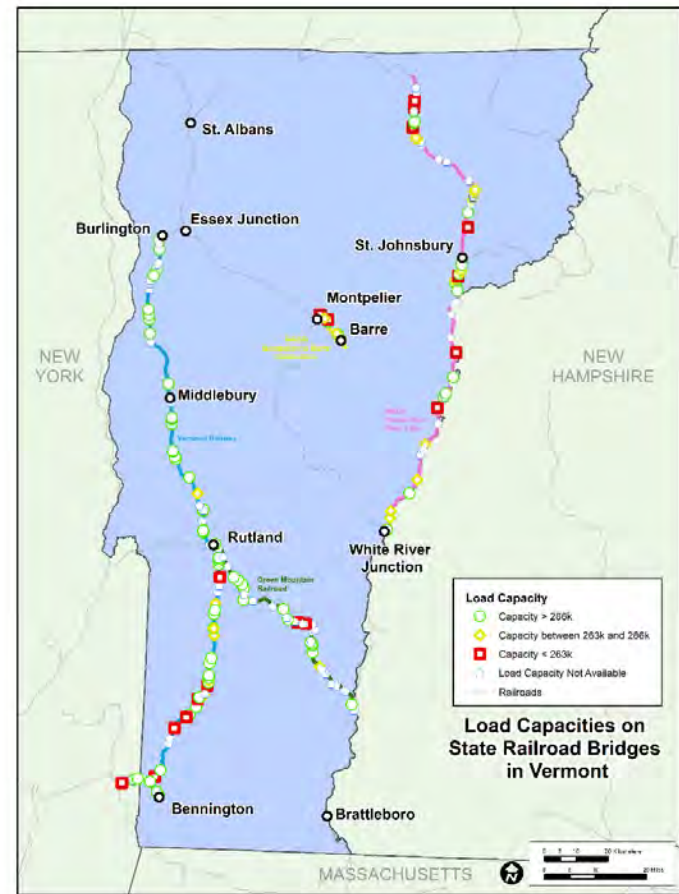 St. Albans
Essex Junction
Burlington
St. Johnsbury
Montpelier
Barre
NEW
YORK
NEW
HAMPSHIRE
Middlebury
Vermont Railway
Rutland
Green Mountain
Railroad
White River
Junction
Load Capacity
Capacity > 286k
Capacity between 263k and 286k
Capacity < 263k
Load Capacity Not Available
Railroads
Load Capacities on
State Railroad Bridges
in Vermont
Bennington
Brattleboro
MASSACHUSETTS
N